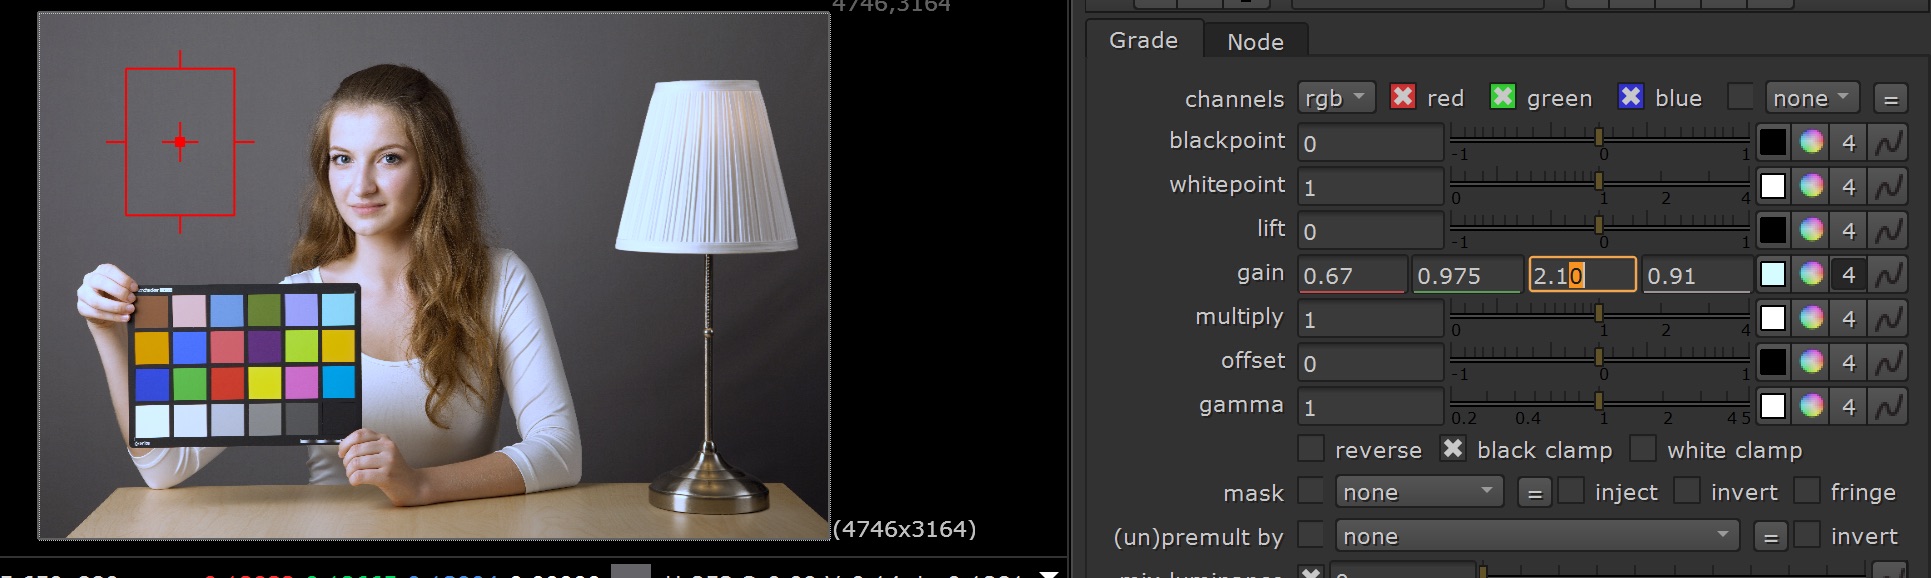 4746,3164
Grade Node
channels rgb red green blue none =
blackpoint 0 -1 0 1 4
whitepoint 1 0 1 2 4 4
lift 0 -1 0 1 4
gain 0.67 0.975 2.10 0.91 4
multiply 1 0 1 2 4 4
offset 0 -1 0 1 4
gamma 1 0.2 0.4 1 2 4 5 4
reverse black clamp white clamp
mask none = inject invert fringe
(4746x3164)
(un)premult by none = invert